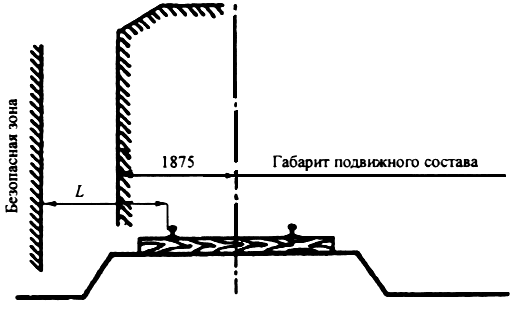 Безопасная зона
1875
Габарит подвижного состава
L